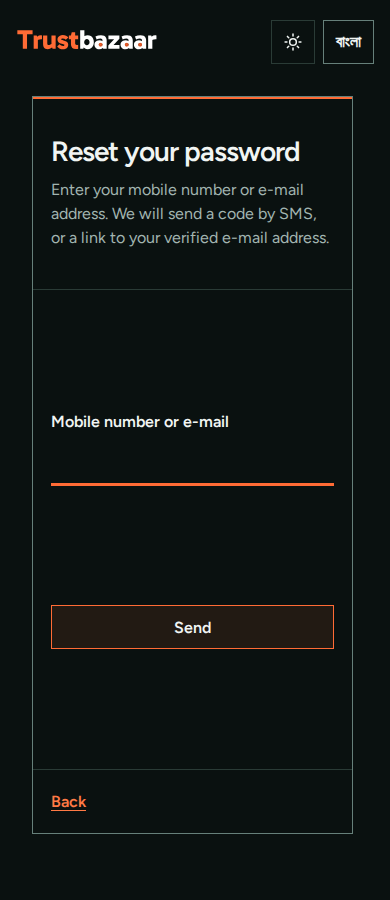 Trustbazaar
বাংলা
Reset your password
Enter your mobile number or e-mail
address. We will send a code by SMS,
or a link to your verified e-mail address.
Mobile number or e-mail
Send
Back